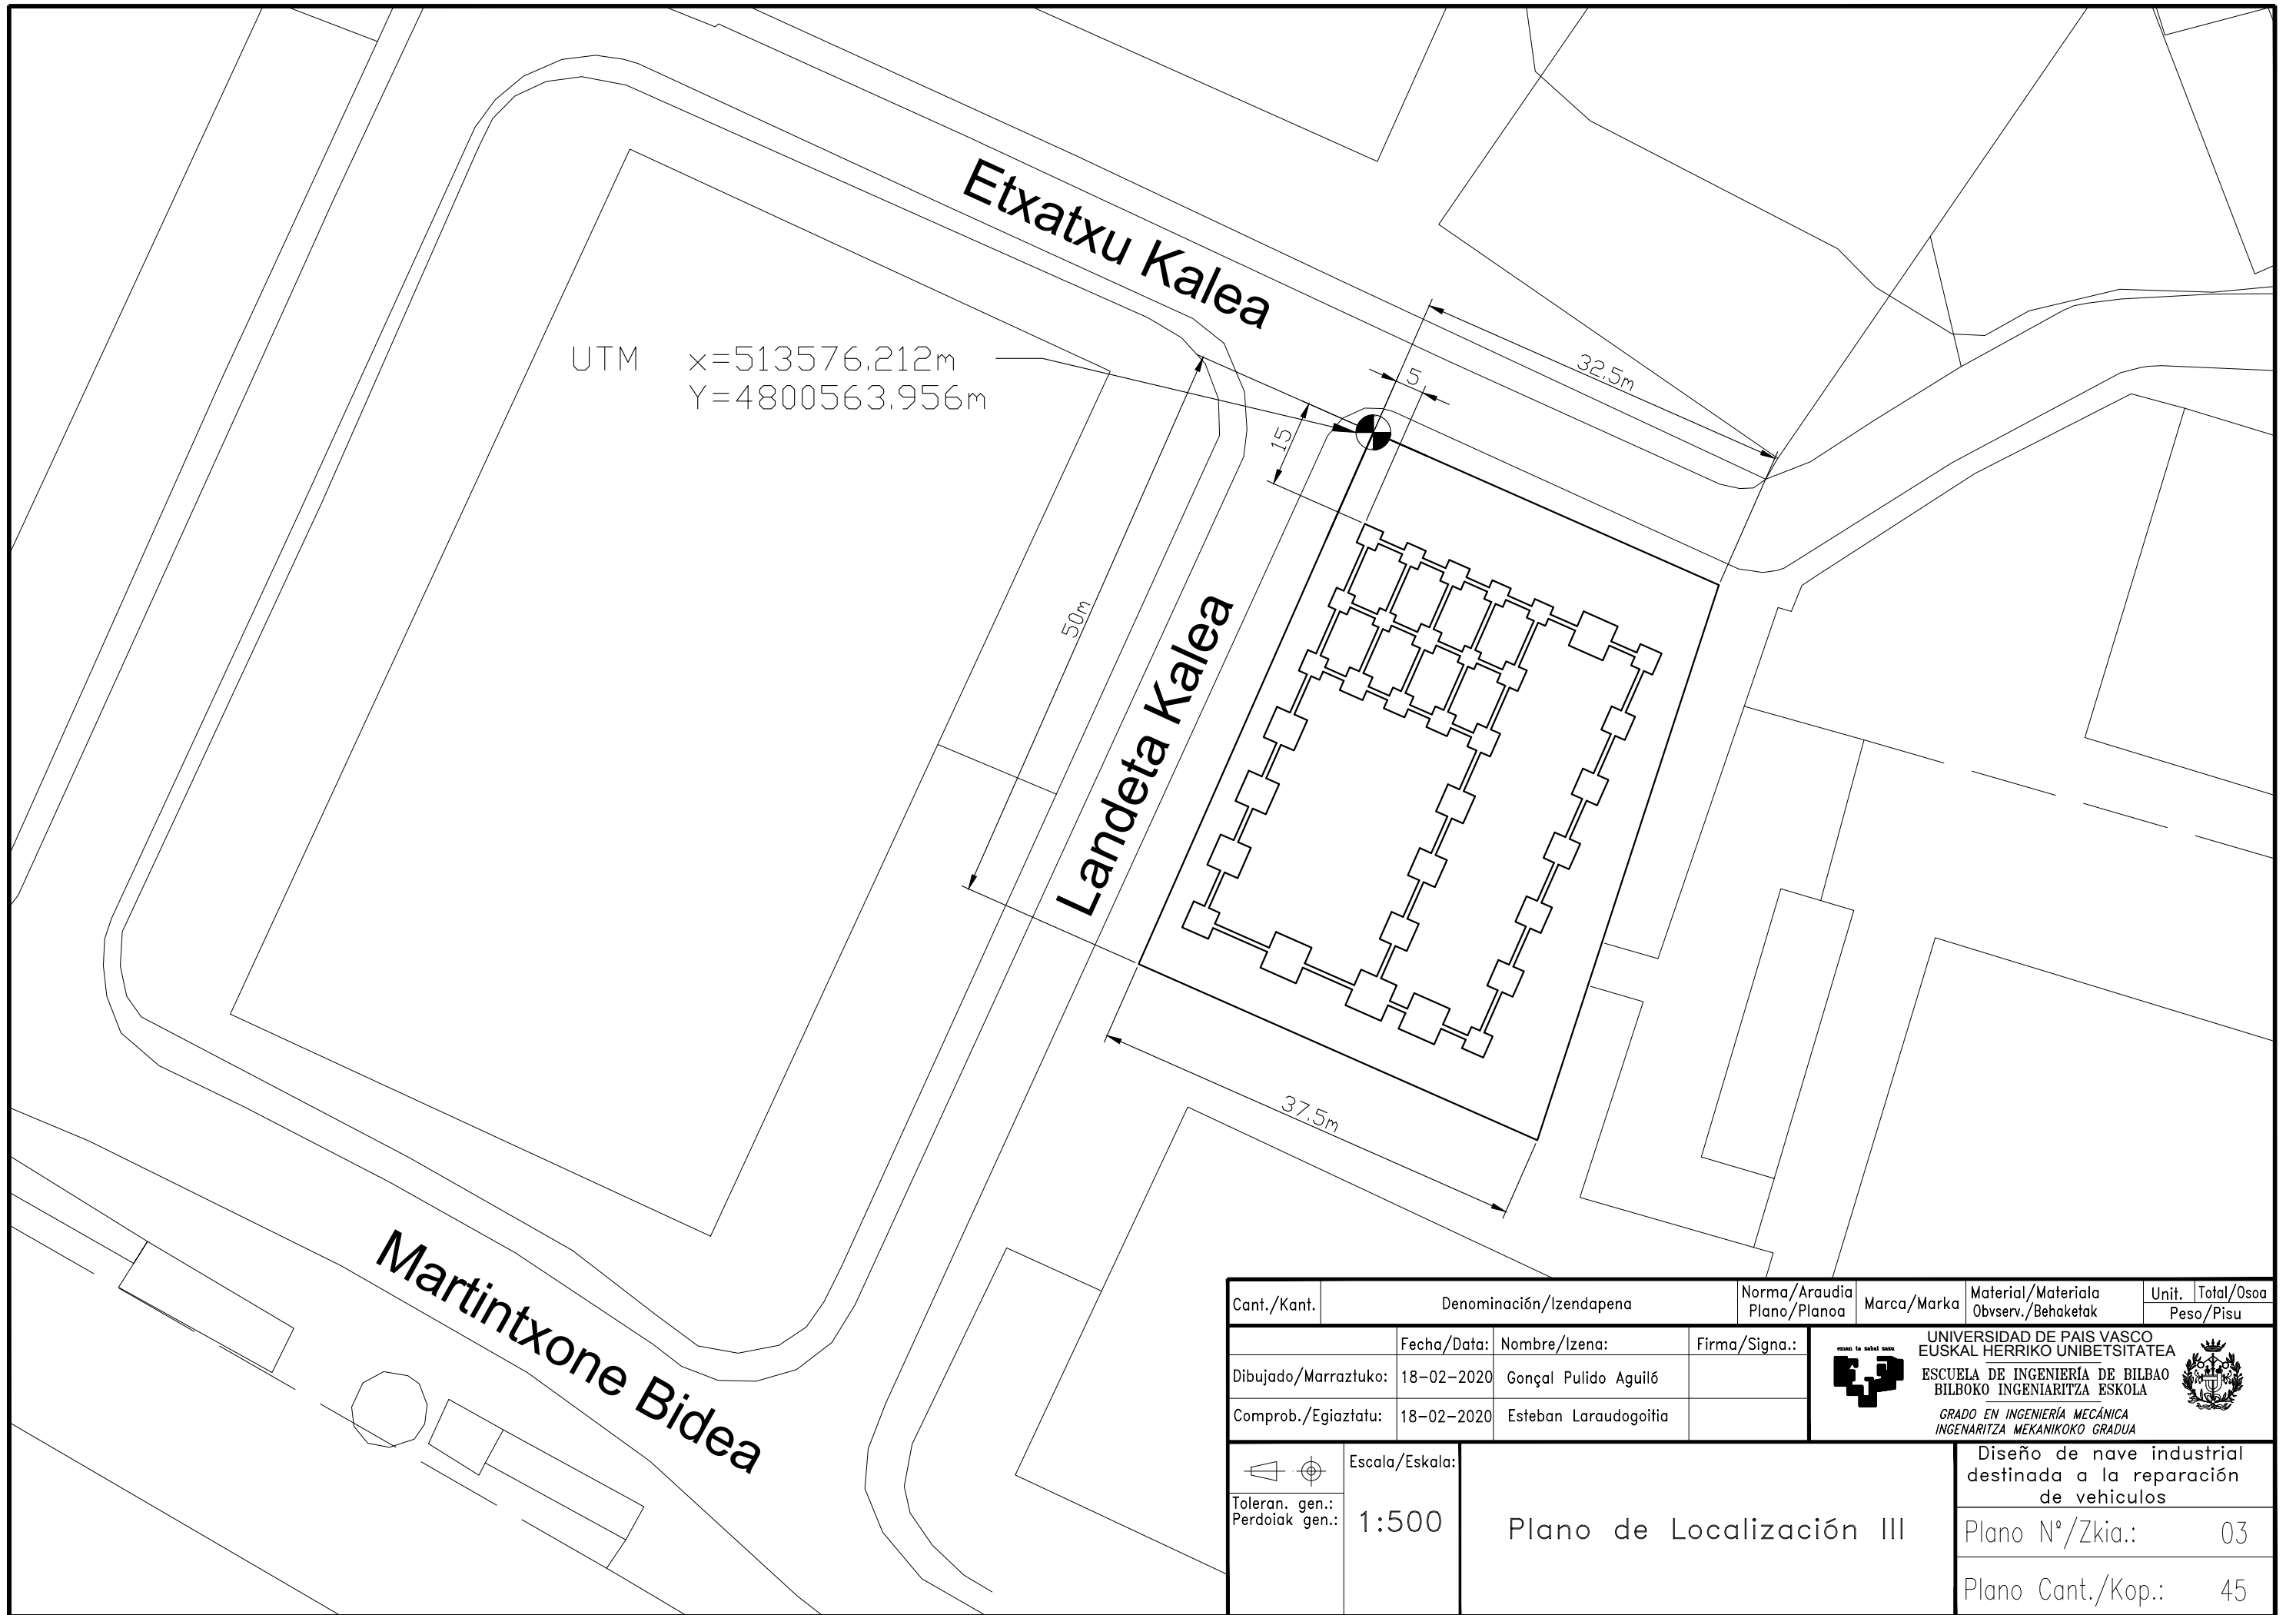 Etxatxu Kalea
UTM x=513576.212m
Y=4800563.956m
32.5m
5
15
50m
Landeta Kalea
37.5m
Martintxone Bidea
Cant./Kant.
Denominación/Izendapena
Norma/Araudia
Plano/Planoa
Marca/Marka
Material/Materiala
Obvserv./Behaketak
Unit.
Total/Osoa
Peso/Pisu
Fecha/Data:
Nombre/Izena:
Firma/Signa.:
Dibujado/Marraztuko:
18-02-2020
Gonçal Pulido Aguiló
Comprob./Egiaztatu:
18-02-2020
Esteban Laraudogoitia
eman ta zabal zazu
UNIVERSIDAD DE PAIS VASCO
EUSKAL HERRIKO UNIBETSITATEA
ESCUELA DE INGENIERÍA DE BILBAO
BILBOKO INGENIARITZA ESKOLA
GRADO EN INGENIERÍA MECÁNICA
INGENARITZA MEKANIKOKO GRADUA
Toleran. gen.:
Perdoiak gen.:
Escala/Eskala:
1:500
Plano de Localización III
Diseño de nave industrial
destinada a la reparación
de vehiculos
Plano Nº/Zkia.: 03
Plano Cant./Kop.: 45